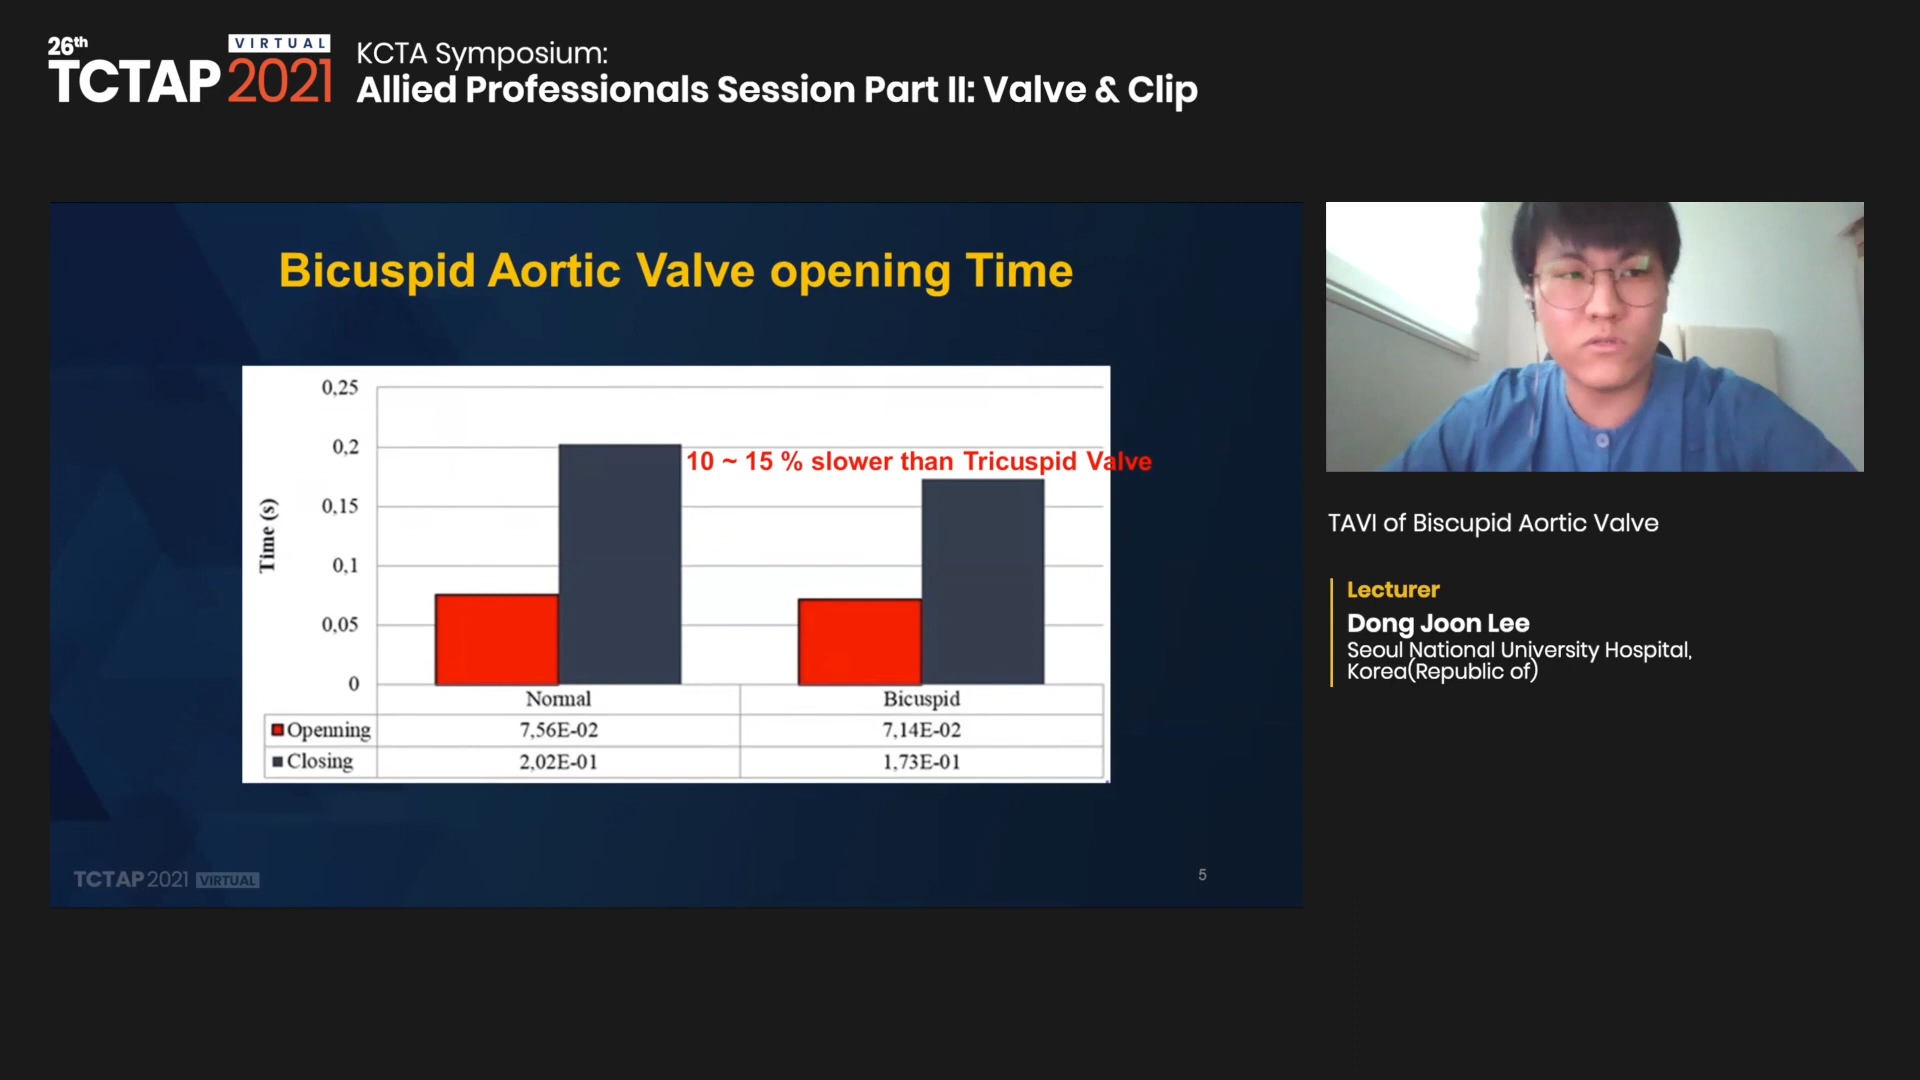 26th
VIRTUAL
TCTAP 2021
KCTA Symposium:
Allied Professionals Session Part II: Valve & Clip
Bicuspid Aortic Valve opening Time
0,25
0,2
0,15
0,1
0,05
0
Time (s)
10 ~ 15 % slower than Tricuspid Valve
Normal Bicuspid
Openning 7,56E-02 7,14E-02
Closing 2,02E-01 1,73E-01
TCTAP 2021 VIRTUAL
5
TAVI of Biscupid Aortic Valve
Lecturer
Dong Joon Lee
Seoul National University Hospital,
Korea(Republic of)